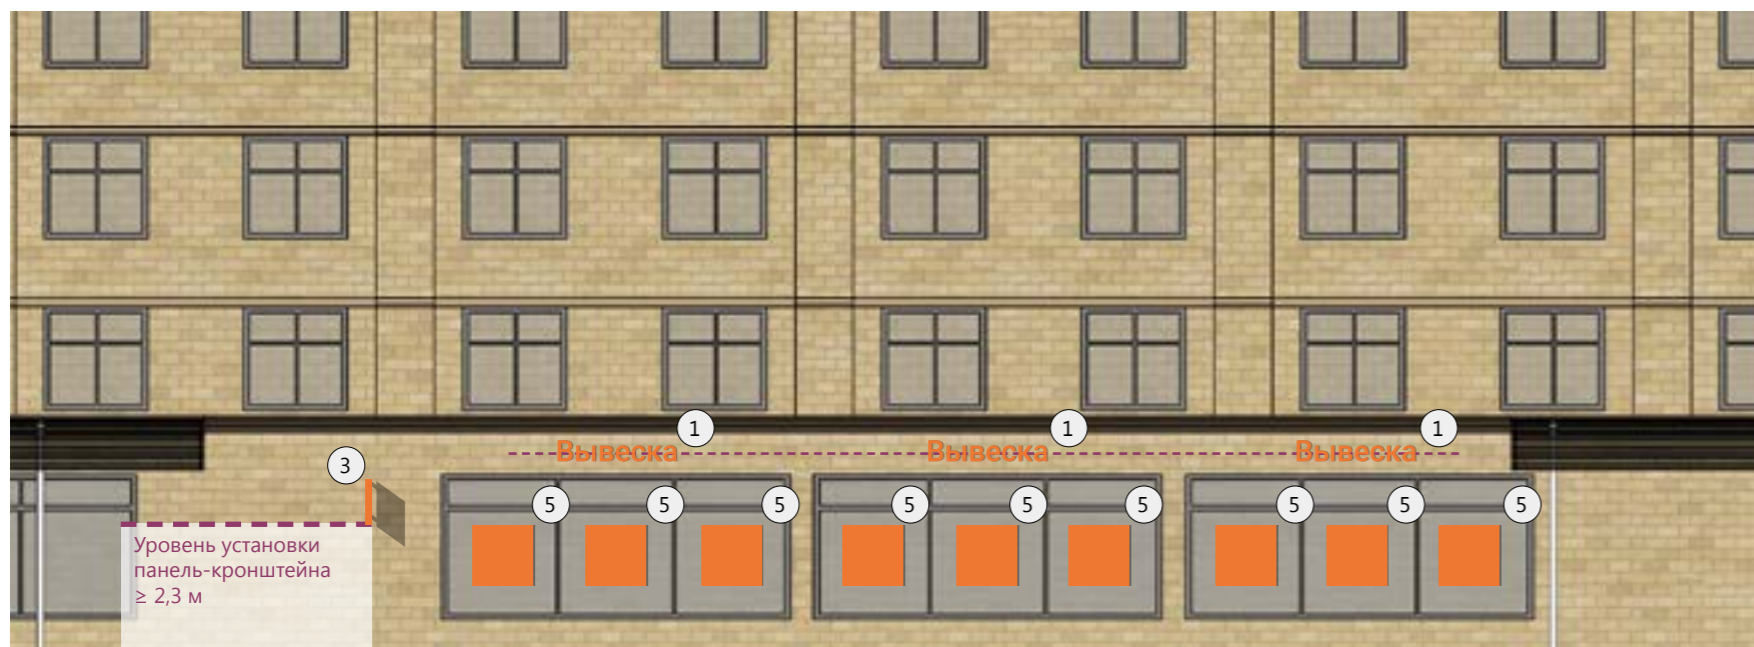 1 1 1
Вывеска Вывеска Вывеска
3
5 5 5 5 5 5 5 5 5
Уровень установки
панель-кронштейна
≥ 2,3 м